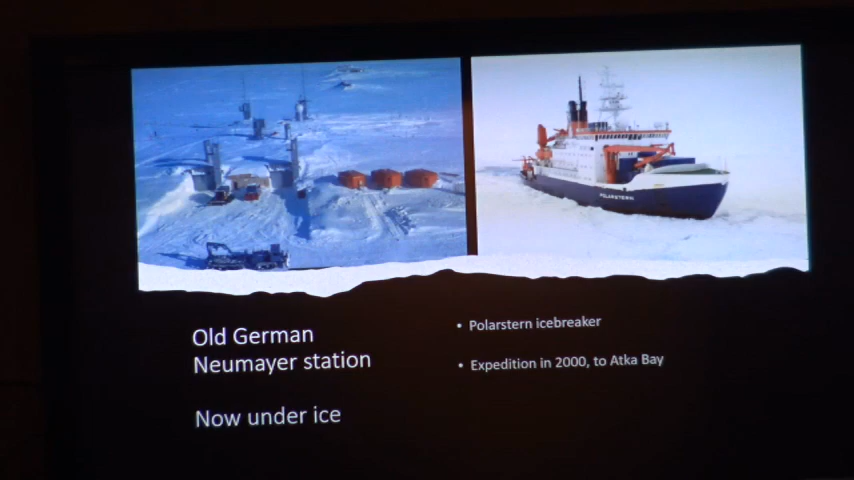 POLARSTERN
Old German
Neumayer station
Now under ice
• Polarstern icebreaker
• Expedition in 2000, to Atka Bay